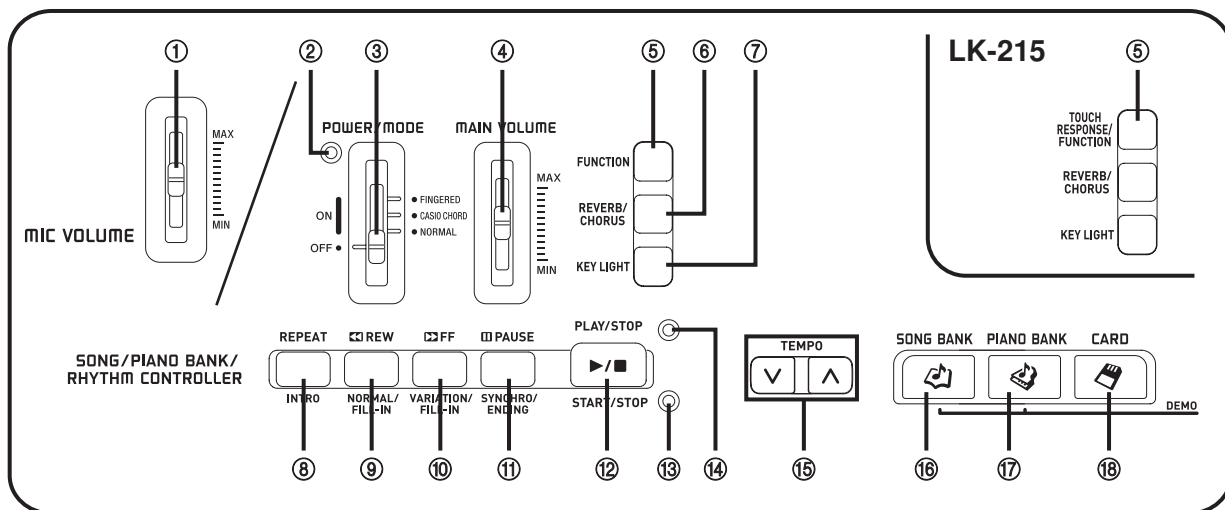 ① ② ③ ④ ⑤ ⑥ ⑦
LK-215
⑤
POWER/MODE
MAIN VOLUME
MAX
MIN
MIC VOLUME
ON
OFF •
• FINGERED
• CASIO CHORD
• NORMAL
MAX
MIN
FUNCTION
REVERB/
CHORUS
KEY LIGHT
TOUCH
RESPONSE/
FUNCTION
REVERB/
CHORUS
KEY LIGHT
SONG/PIANO BANK/
RHYTHM CONTROLLER
REPEAT
REW
FF
PAUSE
PLAY/STOP
▶/■
INTRO
NORMAL/
FILL-IN
VARIATION/
FILL-IN
SYNCHRO/
ENDING
START/STOP
TEMPO
∨ ∧
SONG BANK
PIANO BANK
CARD
DEMO
⑧ ⑨ ⑩ ⑪ ⑫ ⑬ ⑭ ⑮ ⑯ ⑰ ⑱